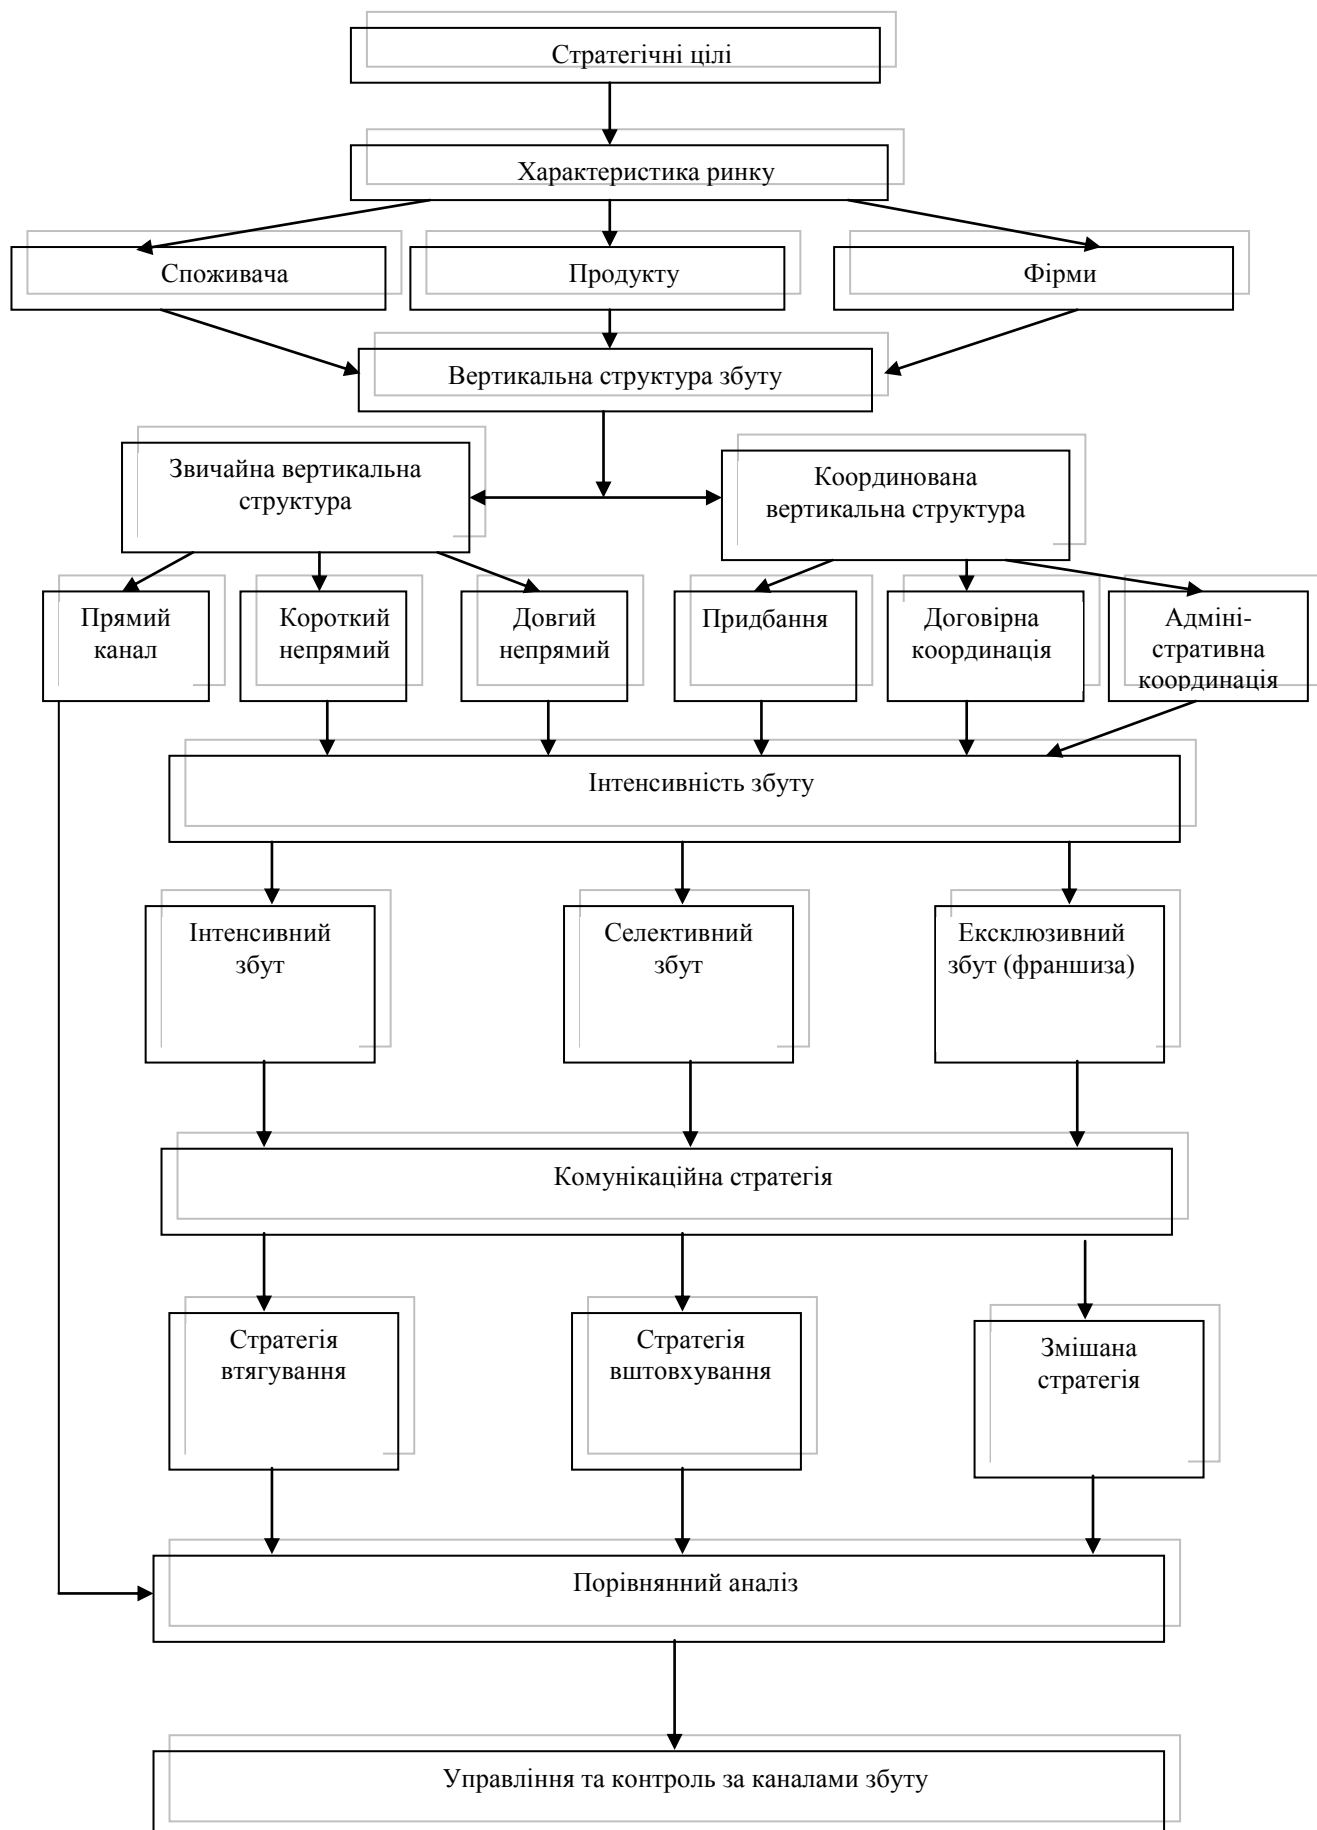 Стратегічні цілі
Характеристика ринку
Споживача
Продукту
Фірми
Вертикальна структура збуту
Звичайна вертикальна
структура
Координована
вертикальна структура
Прямий
канал
Короткий
непрямий
Довгий
непрямий
Придбання
Договірна
координація
Адміні-
стративна
координація
Інтенсивність збуту
Інтенсивний
збут
Селективний
збут
Ексклюзивний
збут (франшиза)
Комунікаційна стратегія
Стратегія
втягування
Стратегія
вштовхування
Змішана
стратегія
Порівнянний аналіз
Управління та контроль за каналами збуту